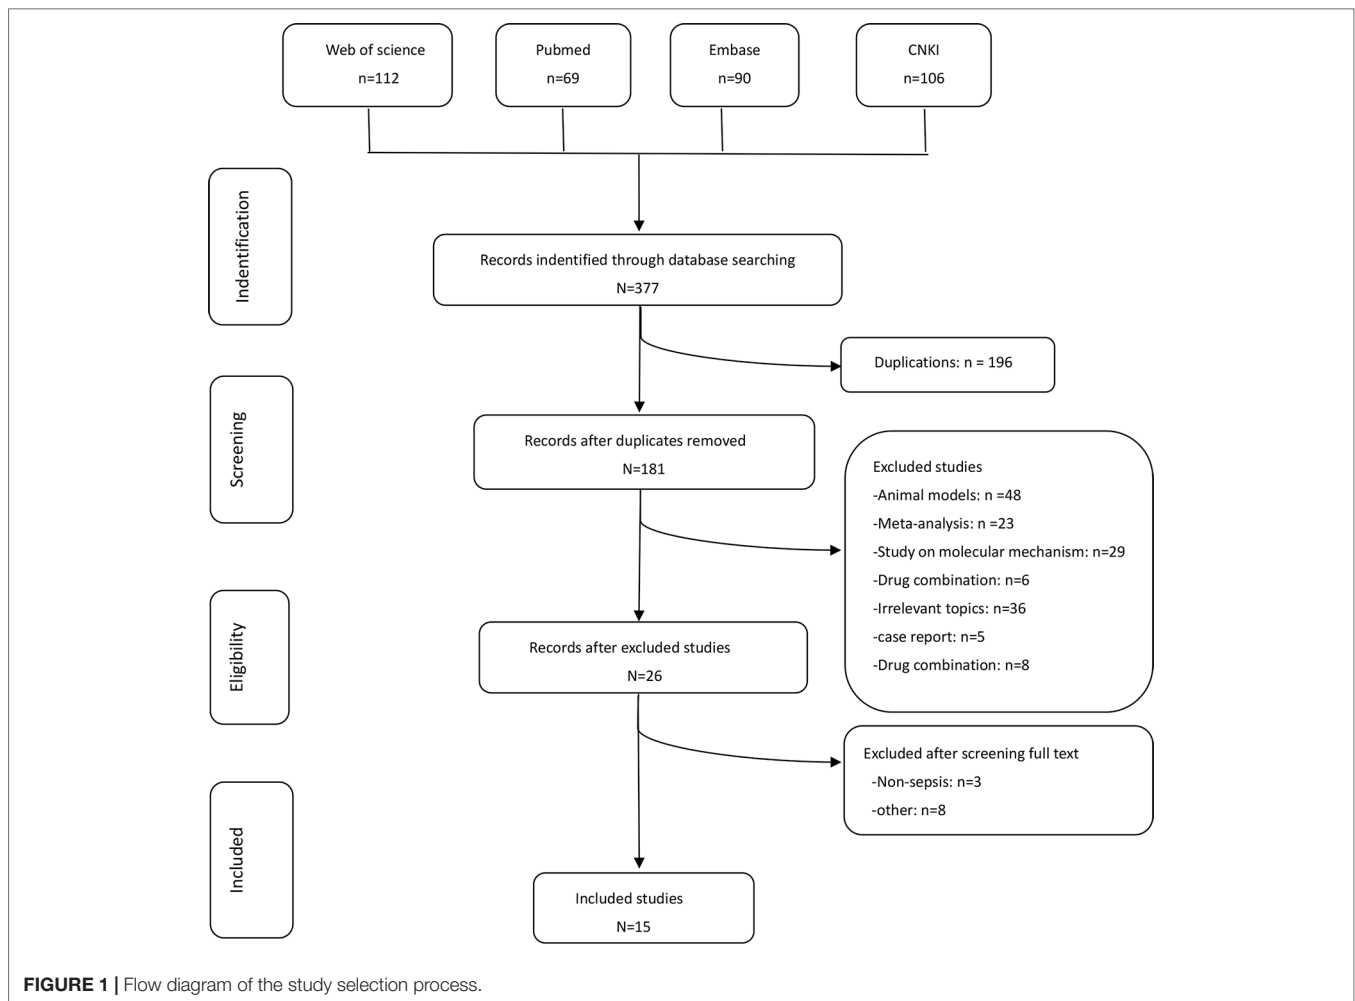 Web of science
n=112
Pubmed
n=69
Embase
n=90
CNKI
n=106
Indentification
Records indentified through database searching
N=377
Duplications: n = 196
Screening
Records after duplicates removed
N=181
Excluded studies
-Animal models: n =48
-Meta-analysis: n =23
-Study on molecular mechanism: n=29
-Drug combination: n=6
-Irrelevant topics: n=36
-case report: n=5
-Drug combination: n=8
Eligibility
Records after excluded studies
N=26
Excluded after screening full text
-Non-sepsis: n=3
-other: n=8
Included
Included studies
N=15
FIGURE 1 | Flow diagram of the study selection process.